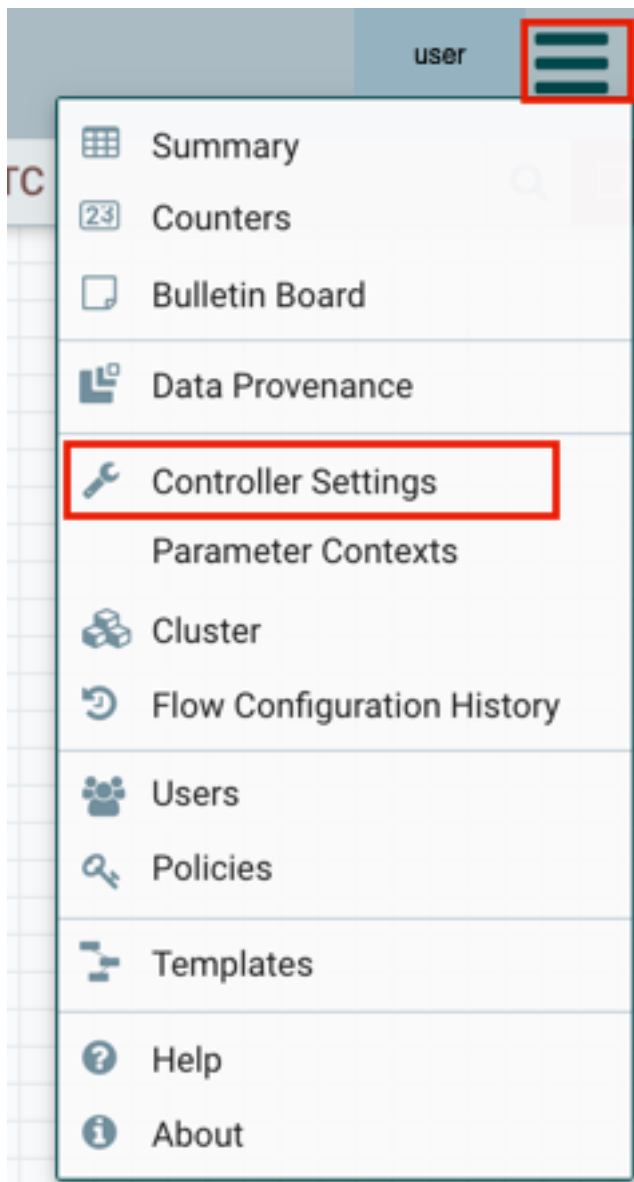 user
Summary
TC
23
Counters
Bulletin Board
Data Provenance
Controller Settings
Parameter Contexts
Cluster
Flow Configuration History
Users
Policies
Templates
Help
About